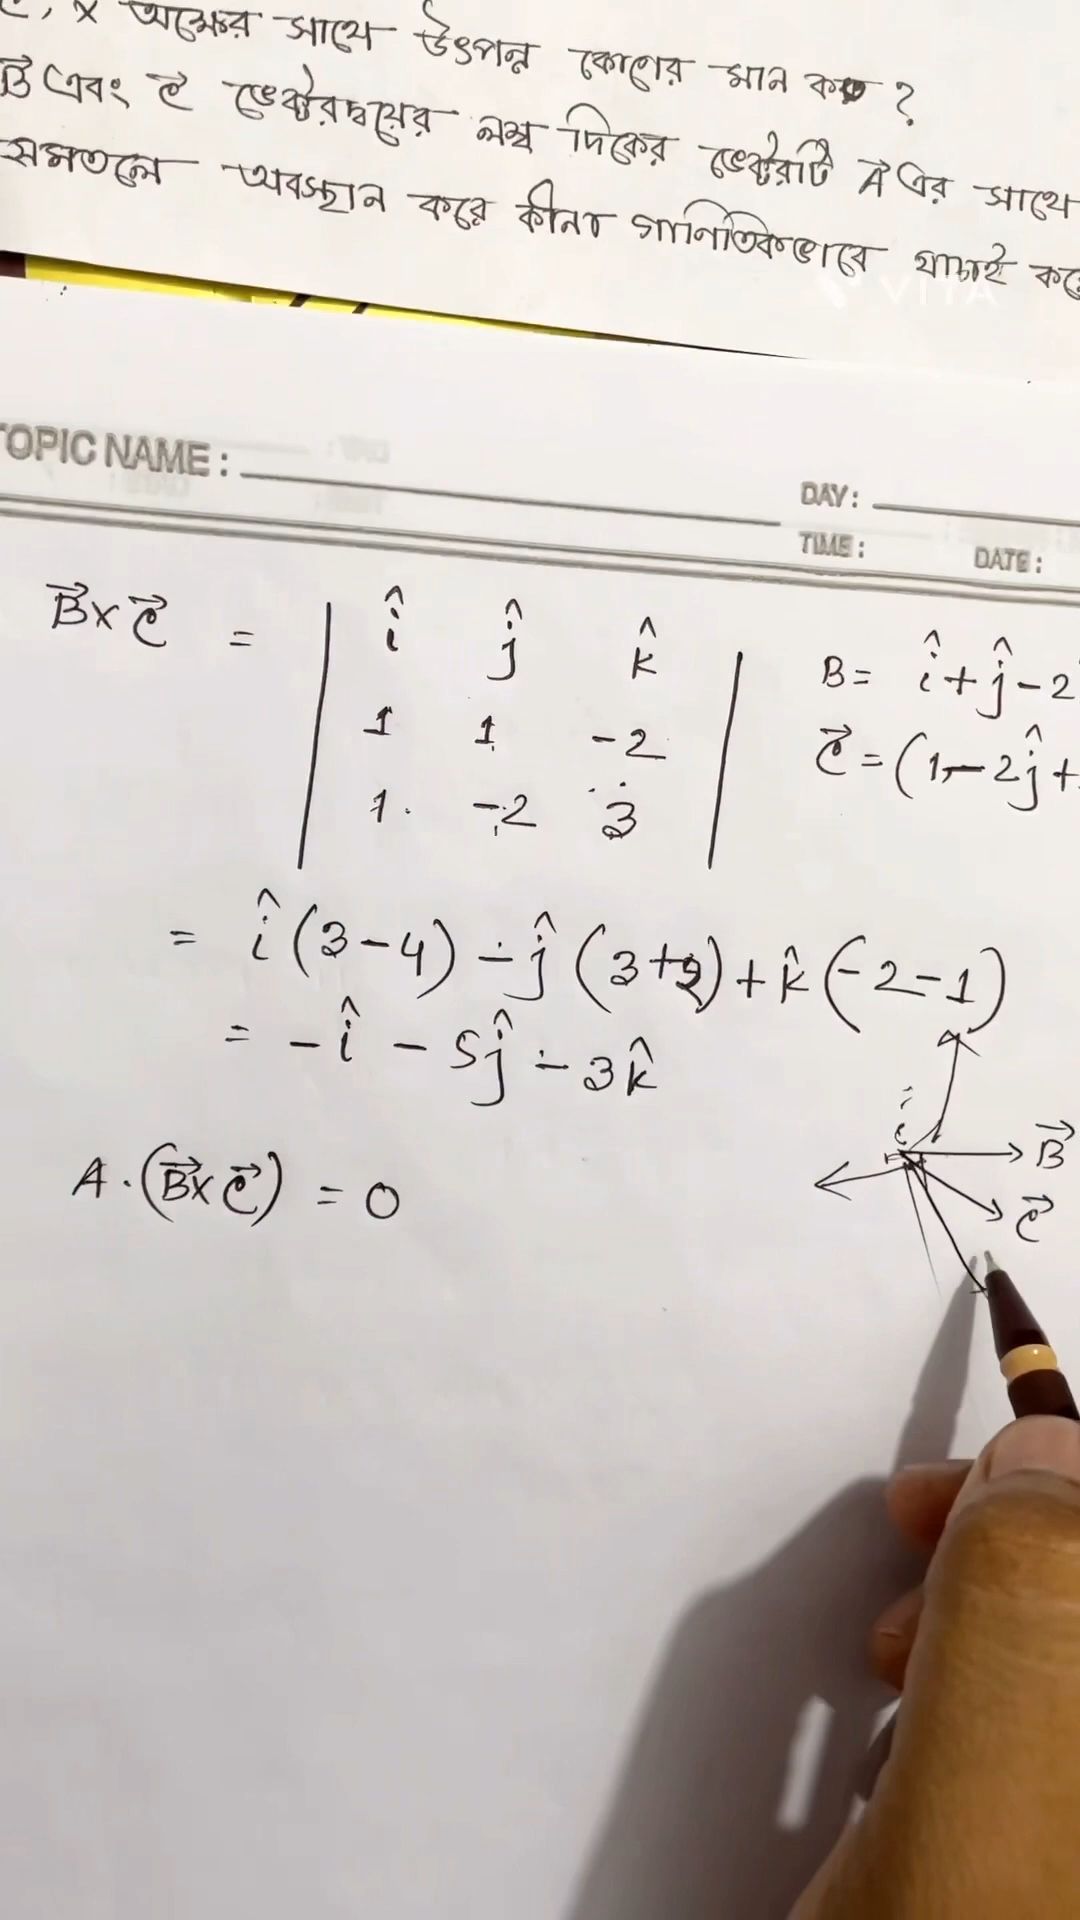 , x অক্ষের সাথে উৎপন্ন কোণের মান কত ?
B⃗ এবং C⃗ ভেক্টরদ্বয়ের লম্ব দিকের ভেক্টরটি A⃗ এর সাথে
সমতলে অবস্থান করে কীনা গাণিতিকভাবে যাচাই
VITA
TOPIC NAME :
DAY :
TIME :
DATE :
B⃗ × C⃗ = | î ĵ k̂ |
1 1 -2
1 -2 3
B = î + ĵ - 2
C⃗ = (1 - 2ĵ +
= î (3 - 4) - ĵ (3 + 2) + k̂ (-2 - 1)
= - î - 5ĵ - 3k̂
A . (B⃗ × C⃗) = 0
B⃗
C⃗